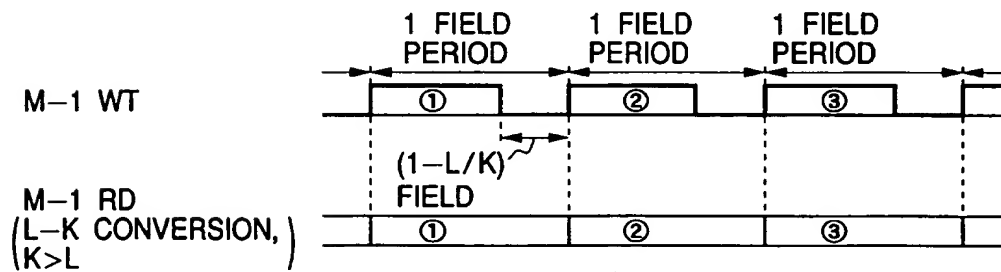 1 FIELD PERIOD 1 FIELD PERIOD 1 FIELD PERIOD
M–1 WT ① ② ③
(1–L/K) FIELD
M–1 RD
(L–K CONVERSION, K>L) ① ② ③